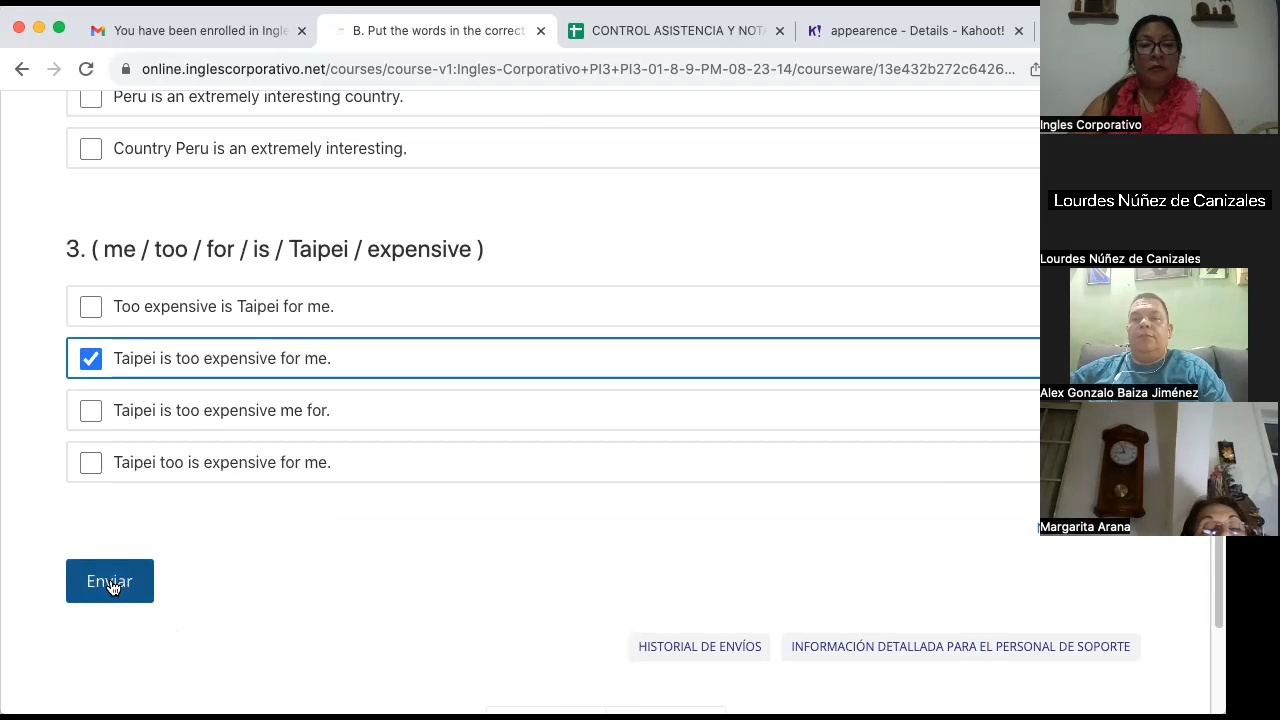 You have been enrolled in Ingle
B. Put the words in the correct
CONTROL ASISTENCIA Y NOTA
appearence - Details - Kahoot!
online.inglescorporativo.net/courses/course-v1:Ingles-Corporativo+PI3+PI3-01-8-9-PM-08-23-14/courseware/13e432b272c6426...
Peru is an extremely interesting country.
Country Peru is an extremely interesting.
3. ( me / too / for / is / Taipei / expensive )
Too expensive is Taipei for me.
Taipei is too expensive for me.
Taipei is too expensive me for.
Taipei too is expensive for me.
Enviar
HISTORIAL DE ENVÍOS
INFORMACIÓN DETALLADA PARA EL PERSONAL DE SOPORTE
Ingles Corporativo
Lourdes Núñez de Canizales
Lourdes Núñez de Canizales
Alex Gonzalo Baiza Jiménez
Margarita Arana